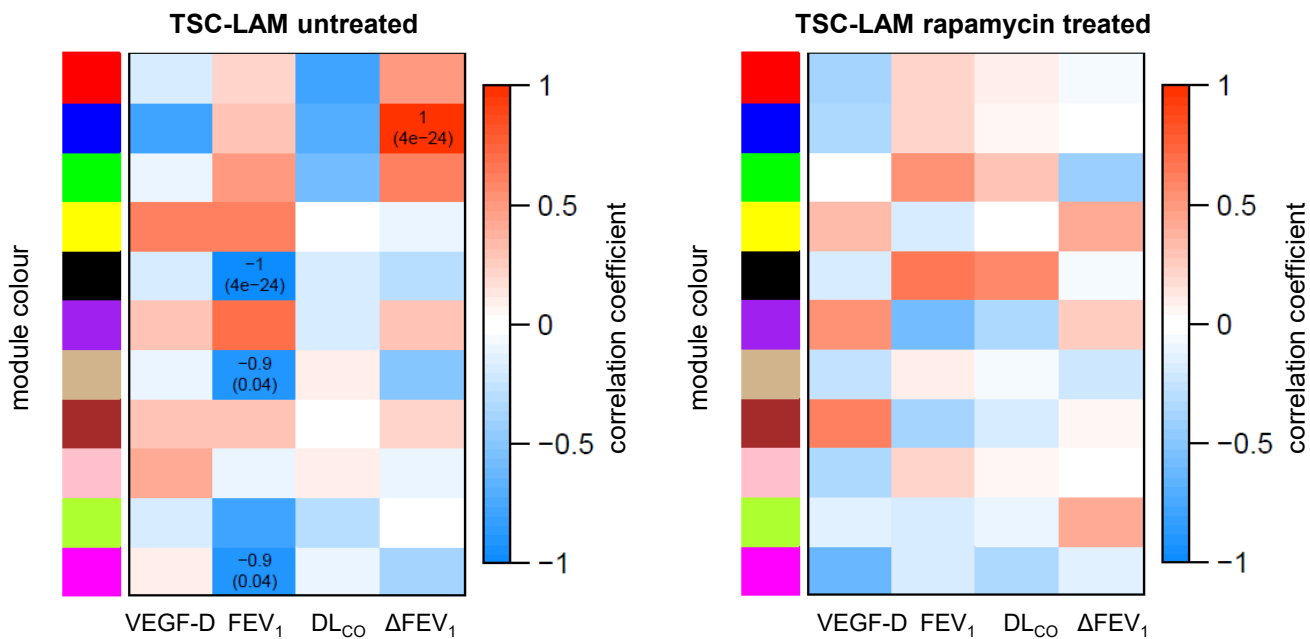 TSC-LAM untreated
module colour
1
(4e−24)
−1
(4e−24)
−0.9
(0.04)
−0.9
(0.04)
VEGF-D FEV₁ DL_CO ΔFEV₁
1
0.5
0
−0.5
−1
correlation coefficient
TSC-LAM rapamycin treated
module colour
VEGF-D FEV₁ DL_CO ΔFEV₁
1
0.5
0
−0.5
−1
correlation coefficient